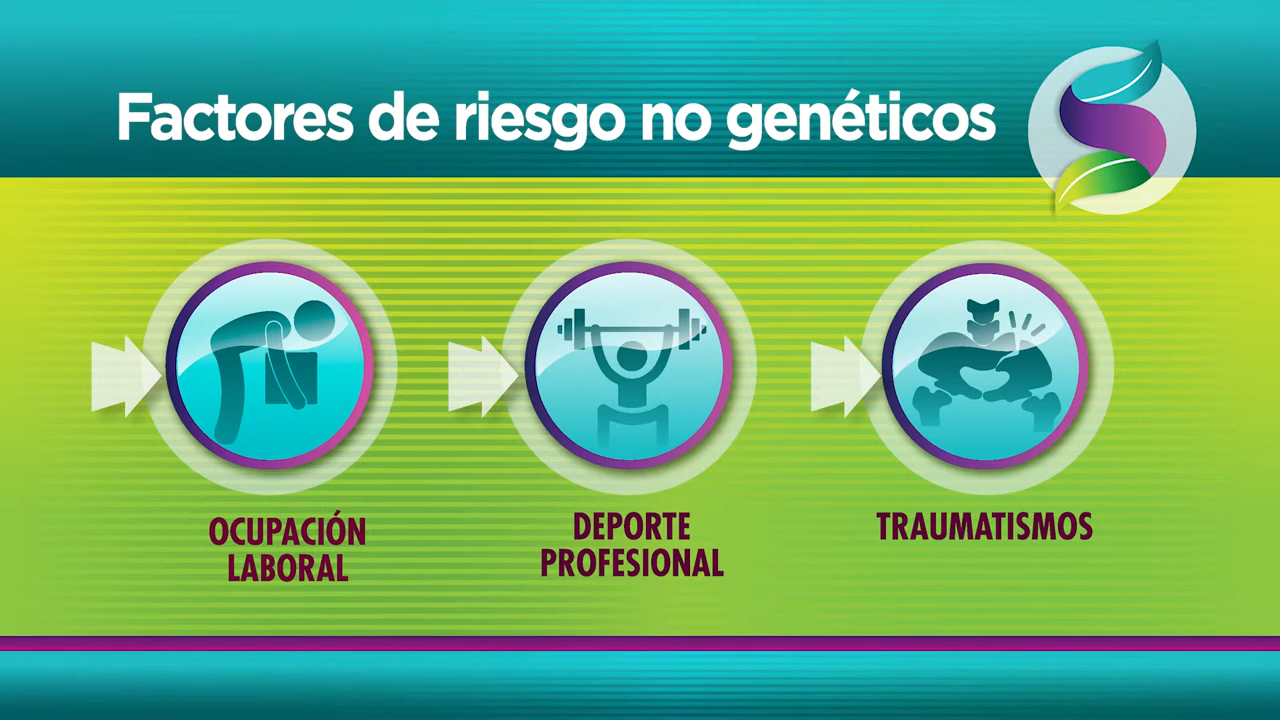 Factores de riesgo no genéticos
OCUPACIÓN
LABORAL
DEPORTE
PROFESIONAL
TRAUMATISMOS